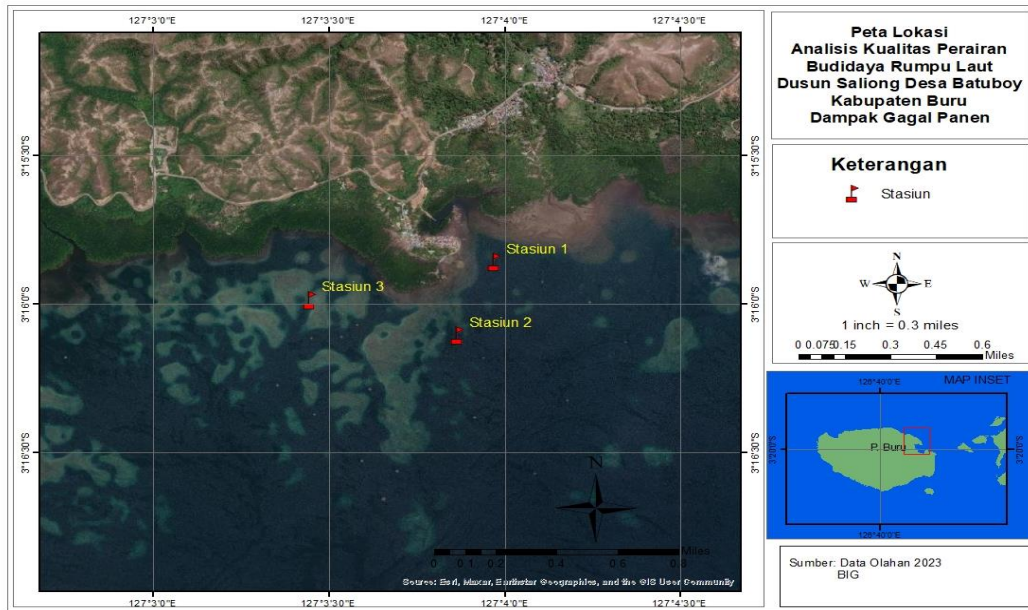 127°3'0"E
127°3'30"E
127°4'0"E
127°4'30"E
3°15'30"S
3°16'0"S
3°16'30"S
Stasiun 1
Stasiun 3
Stasiun 2
N
0 0.1 0.2 0.4 0.6 0.8
Miles
Source: Esri, Maxar, Earthstar Geographics, and the GIS User Community
3°15'30"S
3°16'0"S
3°16'30"S
127°3'0"E
127°3'30"E
127°4'0"E
127°4'30"E
Peta Lokasi
Analisis Kualitas Perairan
Budidaya Rumpu Laut
Dusun Saliong Desa Batuboy
Kabupaten Buru
Dampak Gagal Panen
Keterangan
Stasiun
N
W E
S
1 inch = 0.3 miles
0 0.075 0.15 0.3 0.45 0.6
Miles
126°40'0"E
MAP INSET
3°20'S
P. Buru
3°20'S
126°40'0"E
Sumber: Data Olahan 2023
BIG